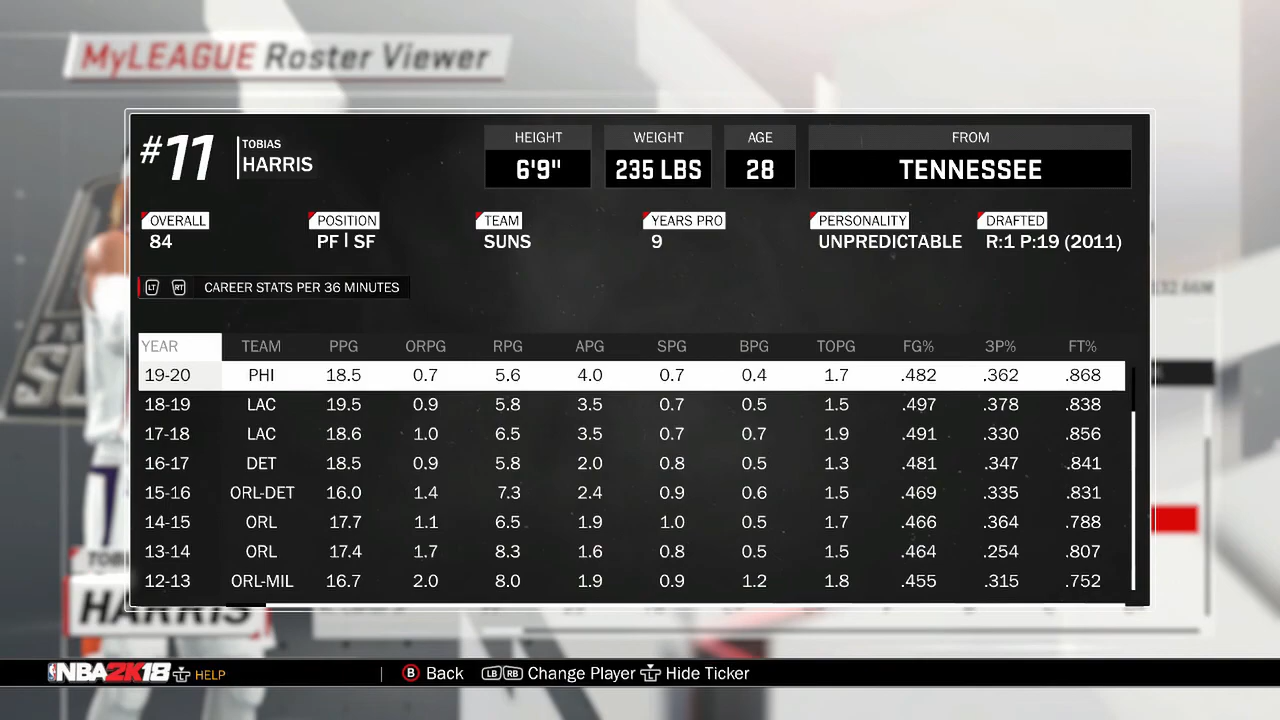 MyLEAGUE Roster Viewer
#11 TOBIAS HARRIS
HEIGHT WEIGHT AGE FROM
6'9" 235 LBS 28 TENNESSEE
OVERALL POSITION TEAM YEARS PRO PERSONALITY DRAFTED
84 PF | SF SUNS 9 UNPREDICTABLE R:1 P:19 (2011)
LT RT CAREER STATS PER 36 MINUTES
YEAR TEAM PPG ORPG RPG APG SPG BPG TOPG FG% 3P% FT%
19-20 PHI 18.5 0.7 5.6 4.0 0.7 0.4 1.7 .482 .362 .868
18-19 LAC 19.5 0.9 5.8 3.5 0.7 0.5 1.5 .497 .378 .838
17-18 LAC 18.6 1.0 6.5 3.5 0.7 0.7 1.9 .491 .330 .856
16-17 DET 18.5 0.9 5.8 2.0 0.8 0.5 1.3 .481 .347 .841
15-16 ORL-DET 16.0 1.4 7.3 2.4 0.9 0.6 1.5 .469 .335 .831
14-15 ORL 17.7 1.1 6.5 1.9 1.0 0.5 1.7 .466 .364 .788
13-14 ORL 17.4 1.7 8.3 1.6 0.8 0.5 1.5 .464 .254 .807
12-13 ORL-MIL 16.7 2.0 8.0 1.9 0.9 1.2 1.8 .455 .315 .752
HARRIS
NBA 2K18 HELP B Back LB RB Change Player Hide Ticker